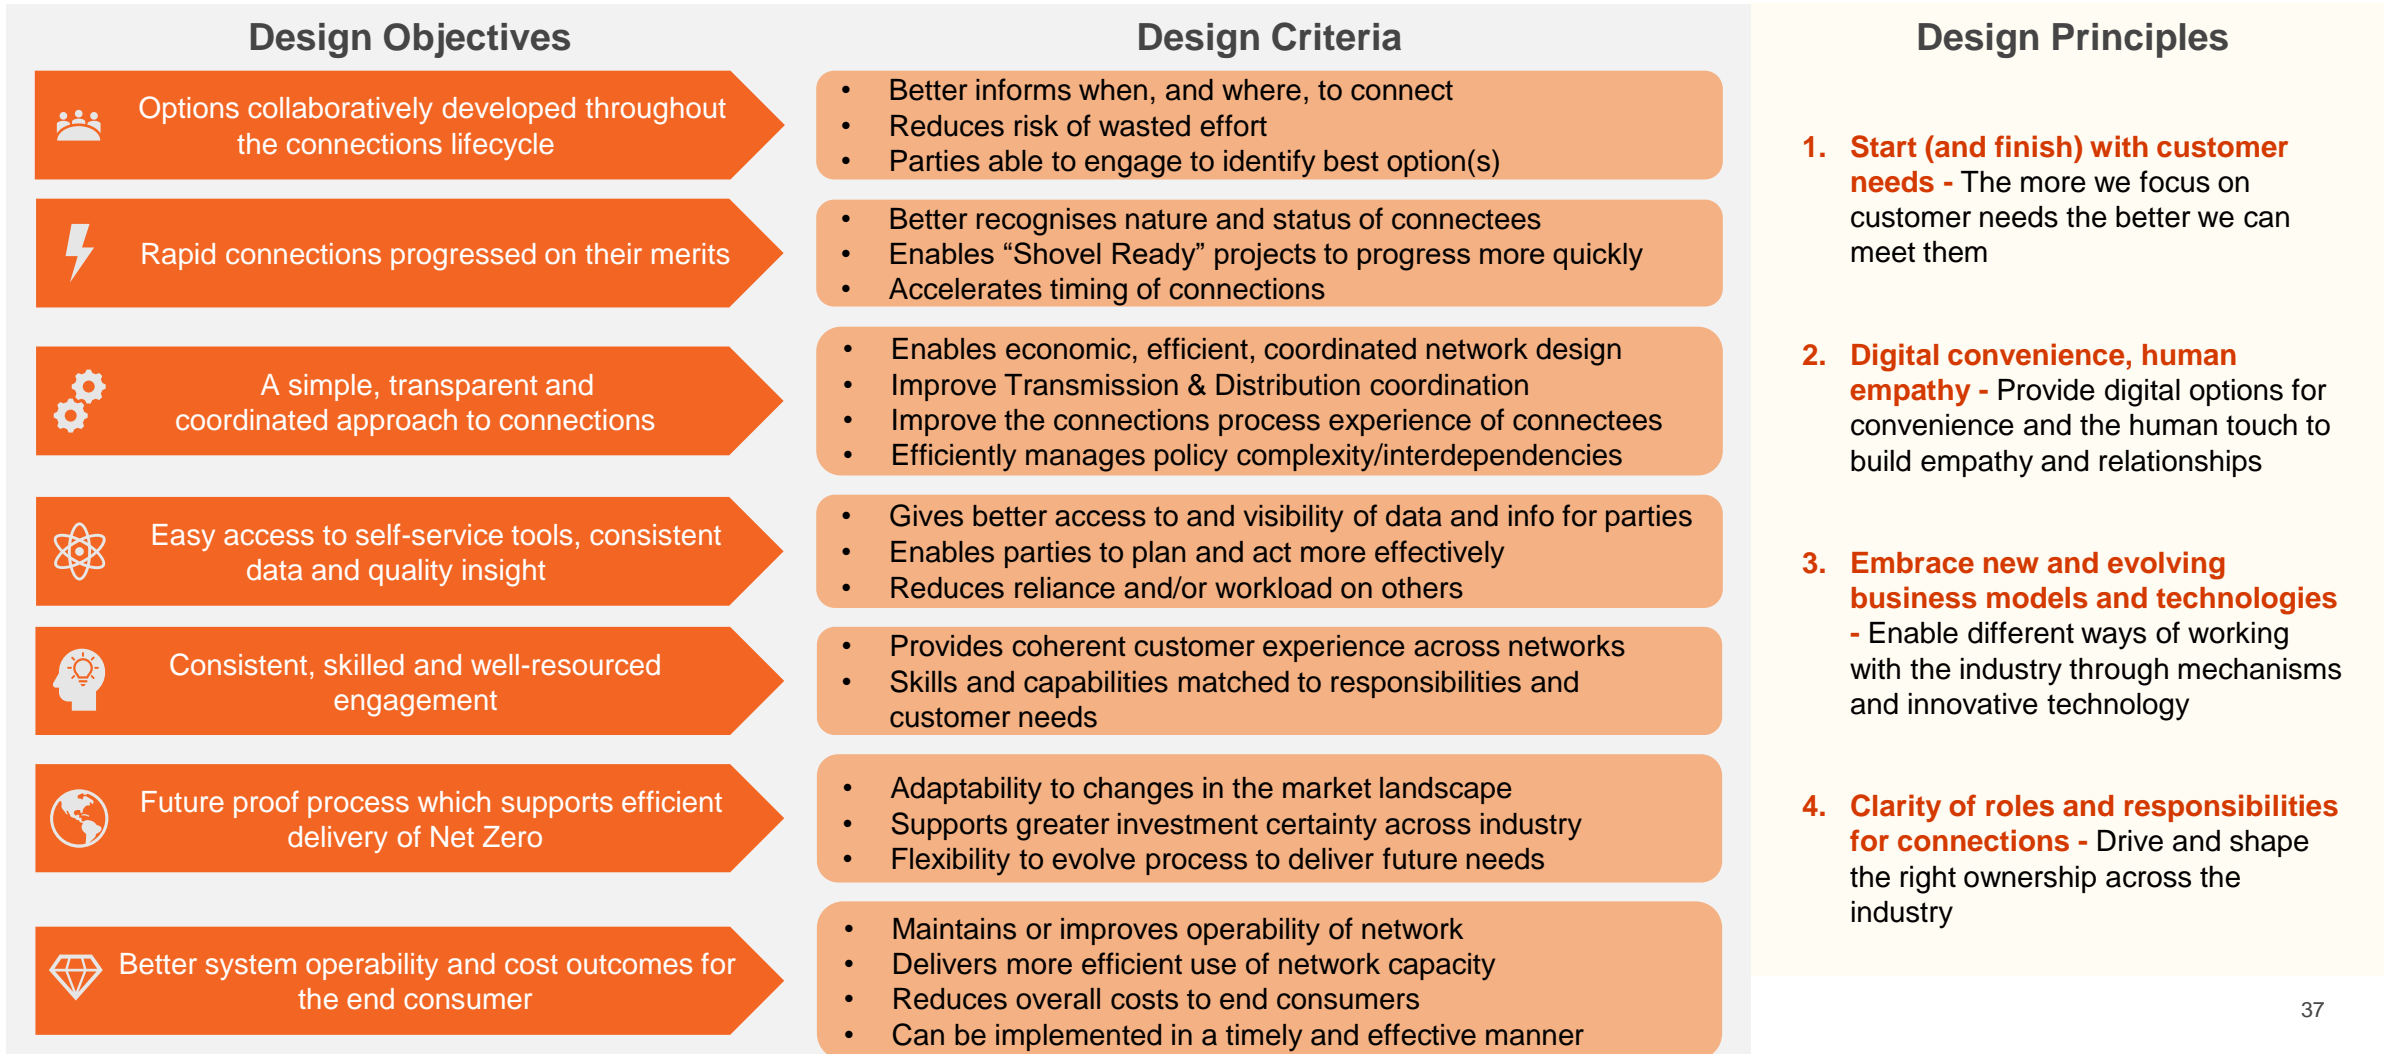 Design Objectives
Design Criteria
Design Principles
Options collaboratively developed throughout
the connections lifecycle
• Better informs when, and where, to connect
• Reduces risk of wasted effort
• Parties able to engage to identify best option(s)
Rapid connections progressed on their merits
• Better recognises nature and status of connectees
• Enables “Shovel Ready” projects to progress more quickly
• Accelerates timing of connections
A simple, transparent and
coordinated approach to connections
• Enables economic, efficient, coordinated network design
• Improve Transmission & Distribution coordination
• Improve the connections process experience of connectees
• Efficiently manages policy complexity/interdependencies
Easy access to self-service tools, consistent
data and quality insight
• Gives better access to and visibility of data and info for parties
• Enables parties to plan and act more effectively
• Reduces reliance and/or workload on others
Consistent, skilled and well-resourced
engagement
• Provides coherent customer experience across networks
• Skills and capabilities matched to responsibilities and
customer needs
Future proof process which supports efficient
delivery of Net Zero
• Adaptability to changes in the market landscape
• Supports greater investment certainty across industry
• Flexibility to evolve process to deliver future needs
Better system operability and cost outcomes for
the end consumer
• Maintains or improves operability of network
• Delivers more efficient use of network capacity
• Reduces overall costs to end consumers
• Can be implemented in a timely and effective manner
1. Start (and finish) with customer
needs - The more we focus on
customer needs the better we can
meet them
2. Digital convenience, human
empathy - Provide digital options for
convenience and the human touch to
build empathy and relationships
3. Embrace new and evolving
business models and technologies
- Enable different ways of working
with the industry through mechanisms
and innovative technology
4. Clarity of roles and responsibilities
for connections - Drive and shape
the right ownership across the
industry
37